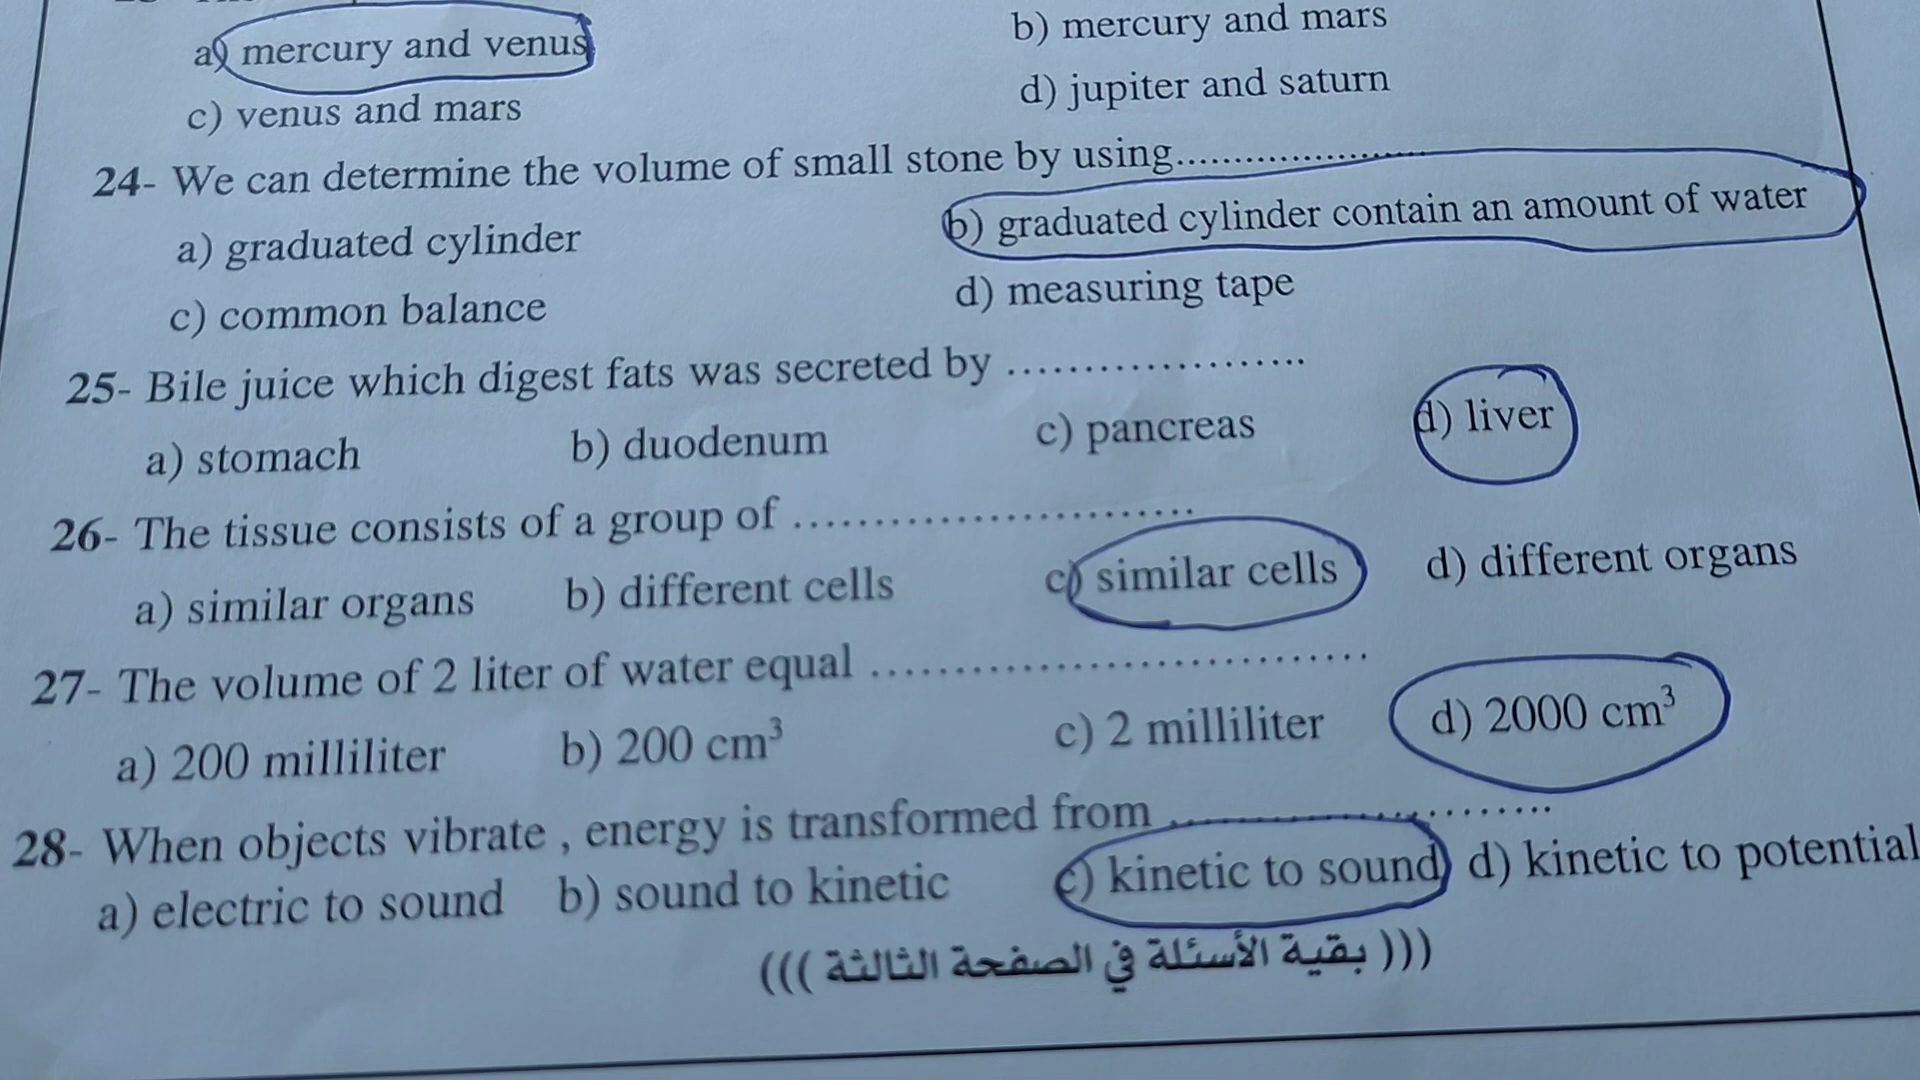 a) mercury and venus b) mercury and mars
c) venus and mars d) jupiter and saturn
24- We can determine the volume of small stone by using......................
a) graduated cylinder b) graduated cylinder contain an amount of water
c) common balance d) measuring tape
25- Bile juice which digest fats was secreted by ......................
a) stomach b) duodenum c) pancreas d) liver
26- The tissue consists of a group of ..........................
a) similar organs b) different cells c) similar cells d) different organs
27- The volume of 2 liter of water equal ................................
a) 200 milliliter b) 200 cm³ c) 2 milliliter d) 2000 cm³
28- When objects vibrate , energy is transformed from ............................
a) electric to sound b) sound to kinetic c) kinetic to sound d) kinetic to potential
((( بقية الأسئلة في الصفحة الثالثة )))